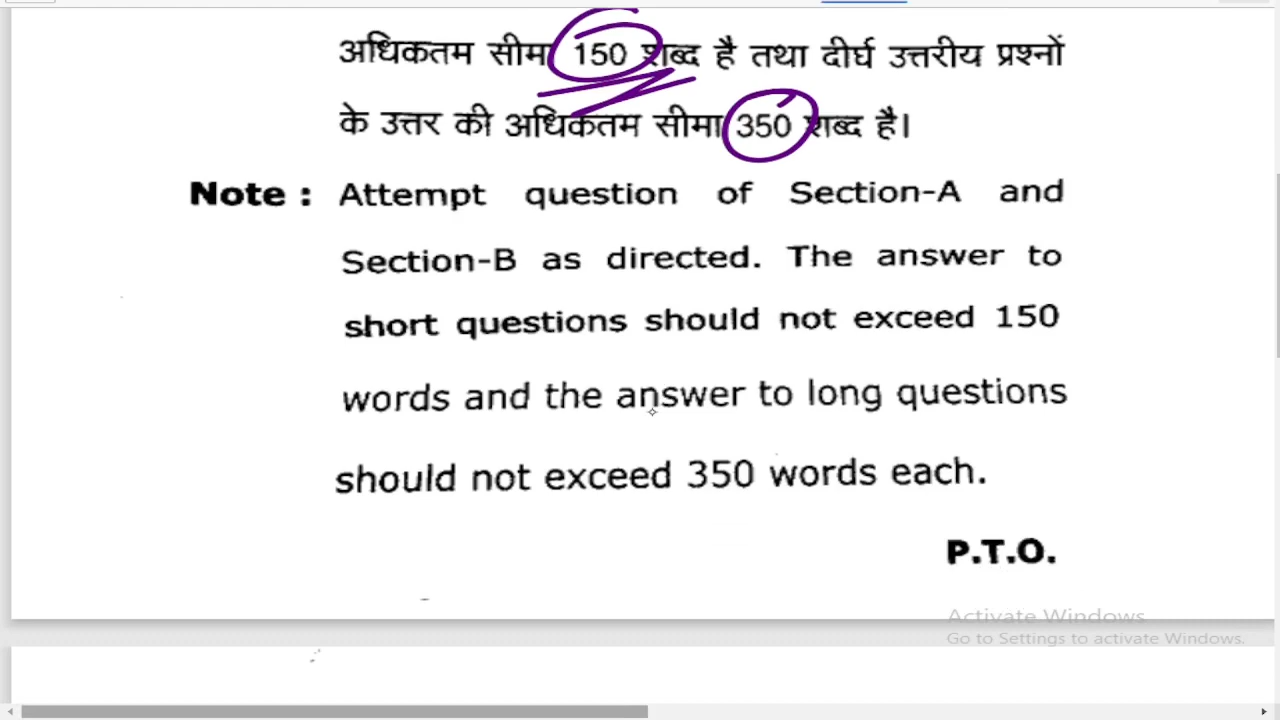 अधिकतम सीमा 150 शब्द है तथा दीर्घ उत्तरीय प्रश्नों
के उत्तर की अधिकतम सीमा 350 शब्द है।
Note : Attempt question of Section-A and
Section-B as directed. The answer to
short questions should not exceed 150
words and the answer to long questions
should not exceed 350 words each.
P.T.O.
Activate Windows
Go to Settings to activate Windows.